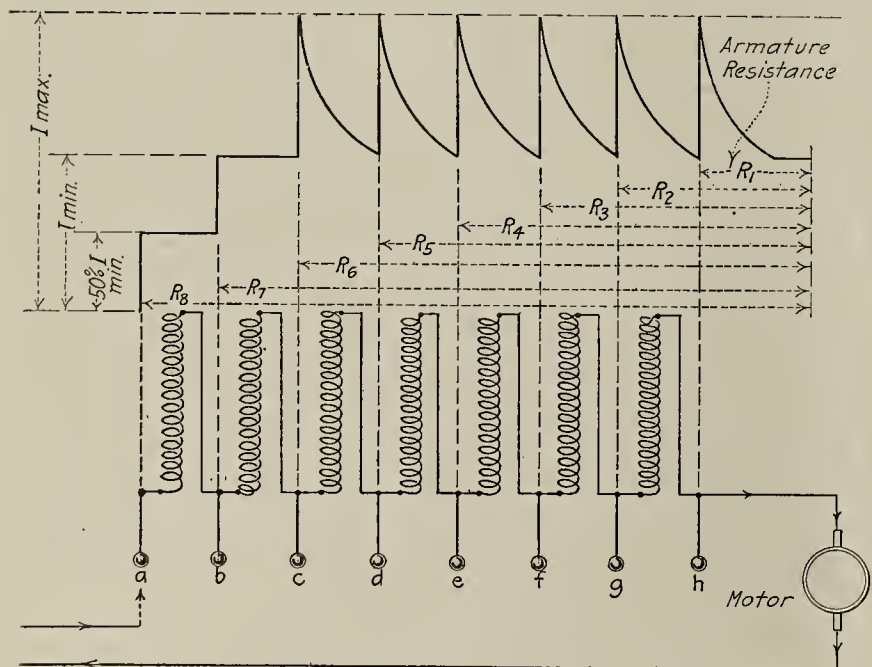 I max.
I min.
50% I
min.
Armature
Resistance
R1
R2
R3
R4
R5
R6
R7
R8
a
b
c
d
e
f
g
h
Motor